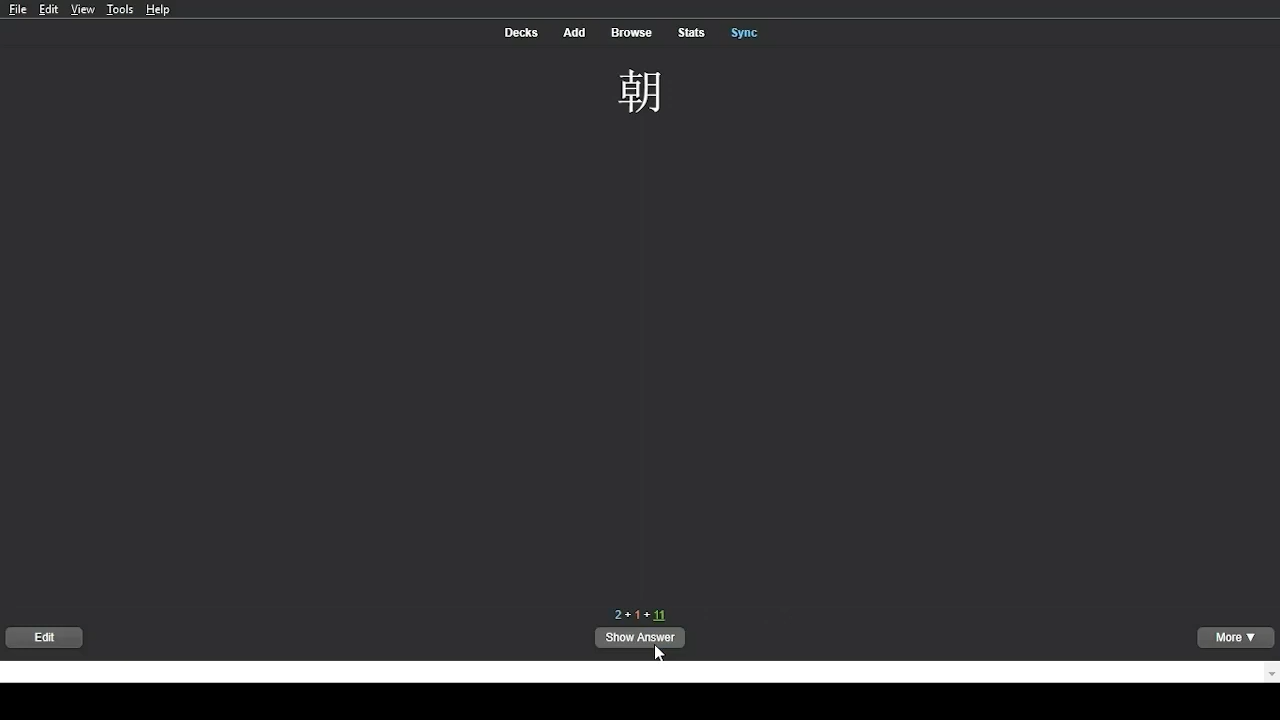 File Edit View Tools Help
Decks Add Browse Stats Sync
朝
2 + 1 + 11
Edit Show Answer More ▼